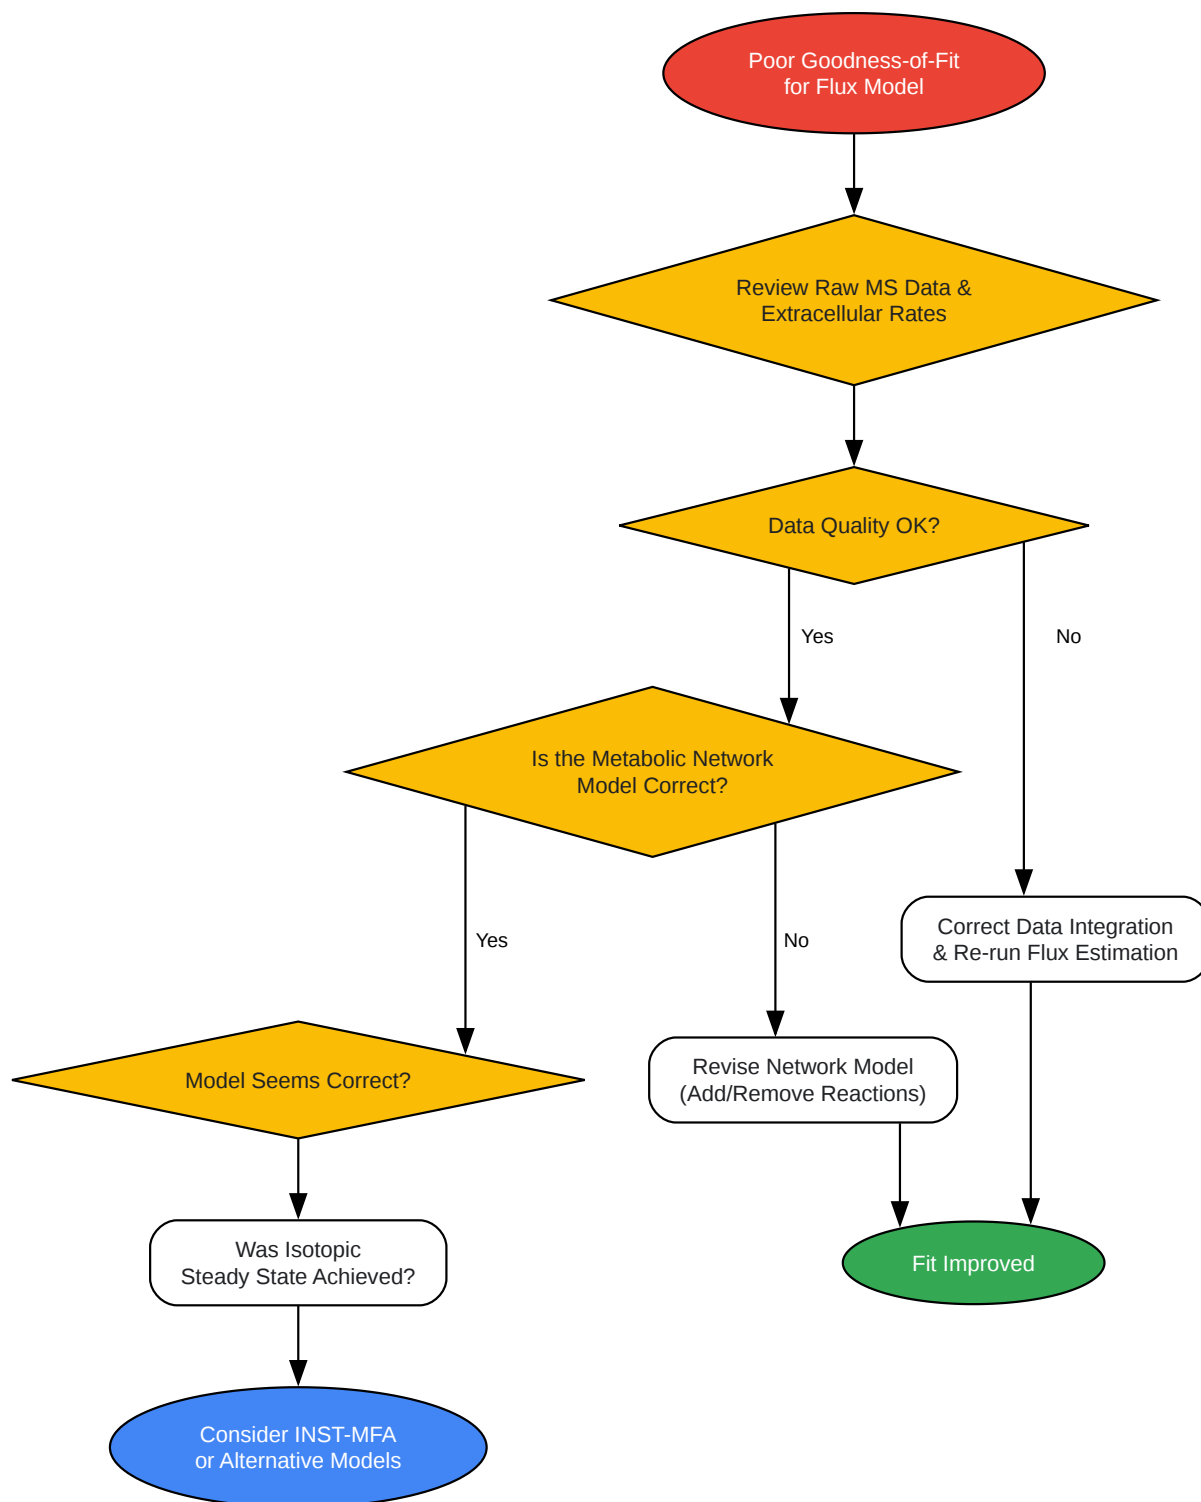 Poor Goodness-of-Fit
for Flux Model
Review Raw MS Data &
Extracellular Rates
Data Quality OK?
Yes
No
Is the Metabolic Network
Model Correct?
Yes
No
Correct Data Integration
& Re-run Flux Estimation
Model Seems Correct?
Revise Network Model
(Add/Remove Reactions)
Was Isotopic
Steady State Achieved?
Fit Improved
Consider INST-MFA
or Alternative Models